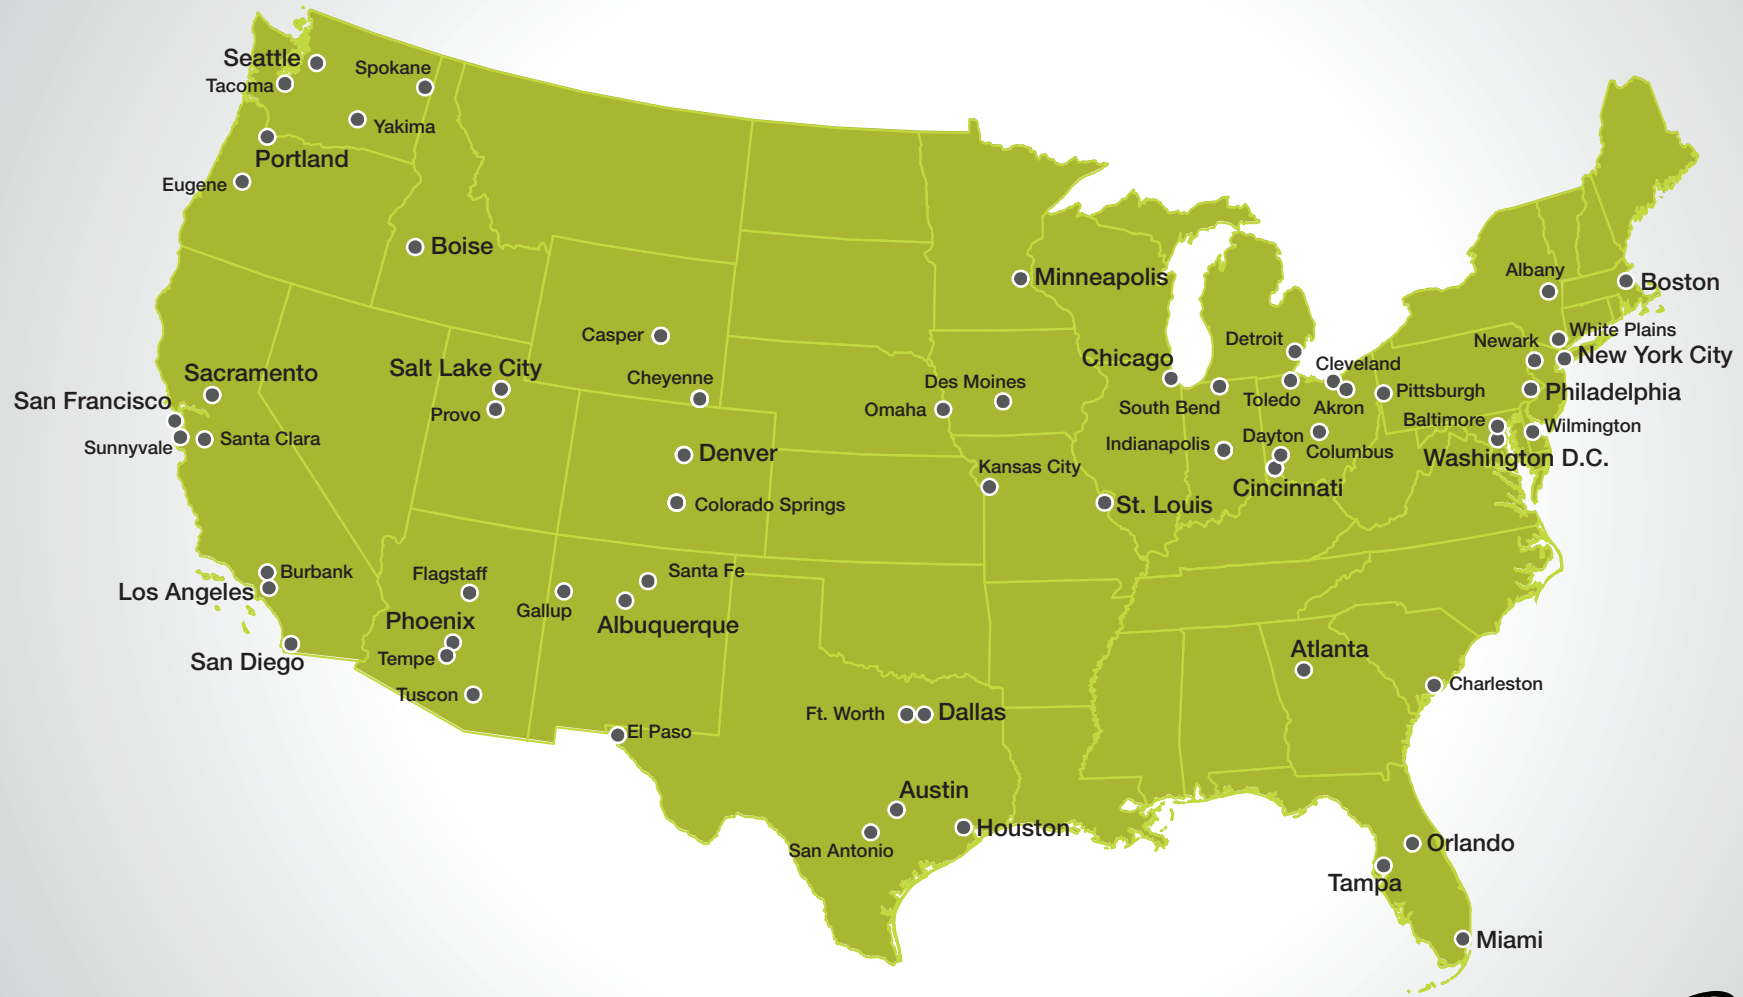 Seattle
Spokane
Tacoma
Yakima
Portland
Eugene
Boise
Minneapolis
Albany
Boston
Casper
White Plains
Detroit
Newark
New York City
Chicago
Cleveland
Salt Lake City
Sacramento
Cheyenne
Des Moines
Pittsburgh
Philadelphia
San Francisco
Provo
Omaha
South Bend
Toledo
Akron
Baltimore
Wilmington
Sunnyvale
Santa Clara
Indianapolis
Dayton
Columbus
Denver
Washington D.C.
Kansas City
Cincinnati
Colorado Springs
St. Louis
Burbank
Flagstaff
Santa Fe
Los Angeles
Gallup
Phoenix
Albuquerque
Atlanta
San Diego
Tempe
Charleston
Tuscon
Ft. Worth
Dallas
El Paso
Austin
Houston
San Antonio
Orlando
Tampa
Miami